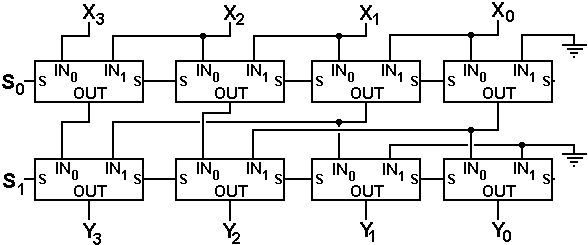 X3 X2 X1 X0
S0 S IN0 IN1 S IN0 IN1 S IN0 IN1 S IN0 IN1
OUT OUT OUT OUT
S1 S IN0 IN1 S IN0 IN1 S IN0 IN1 S IN0 IN1
OUT OUT OUT OUT
Y3 Y2 Y1 Y0